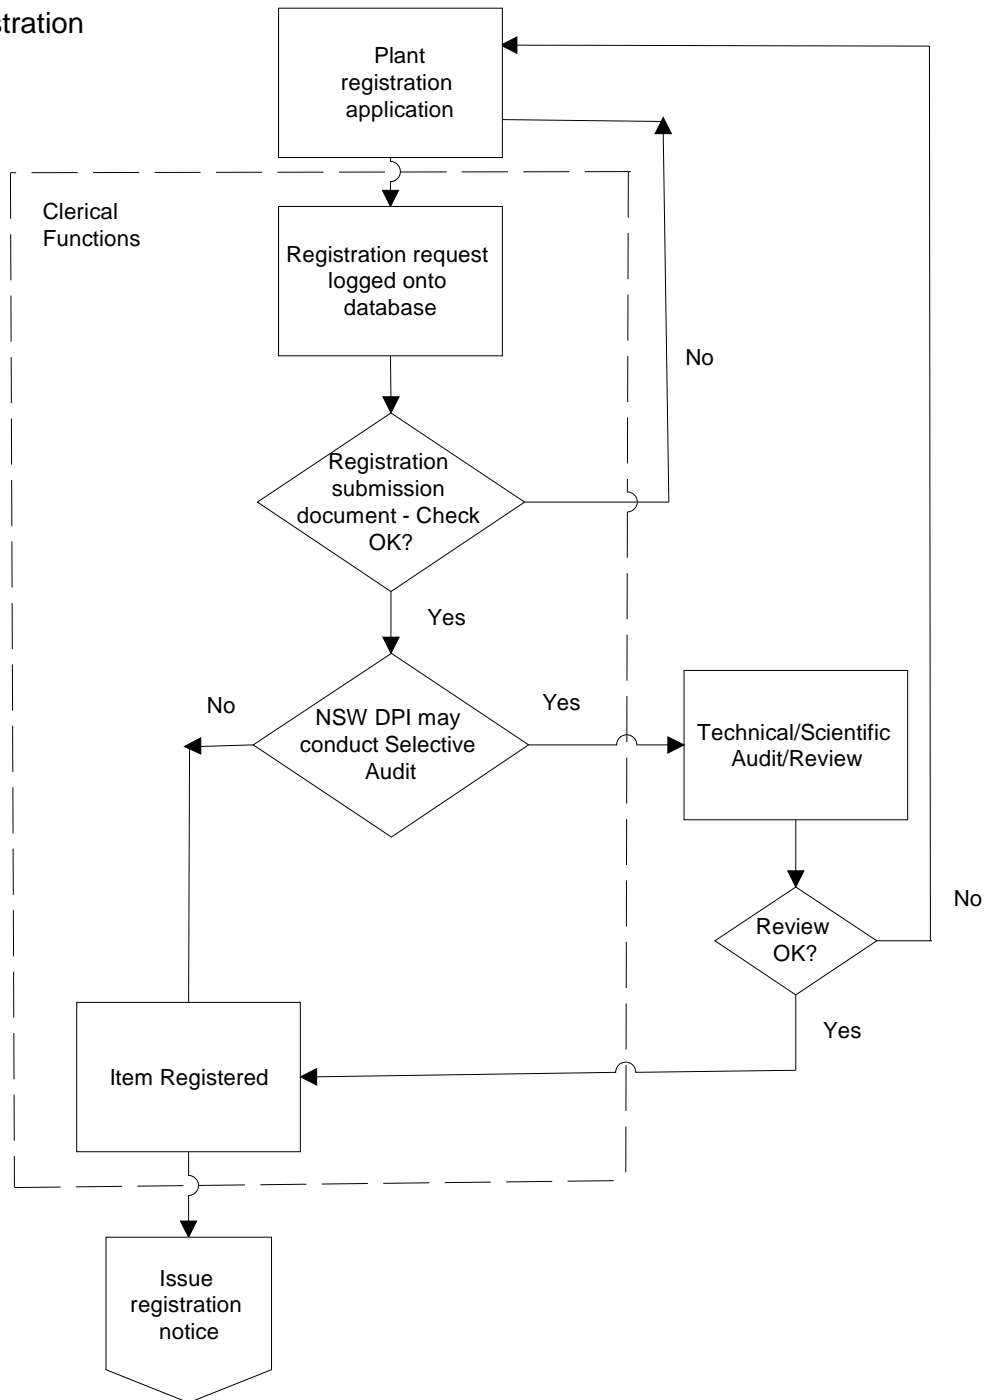 stration
Plant
registration
application
Clerical
Functions
Registration request
logged onto
database
No
Registration
submission
document - Check
OK?
Yes
No
NSW DPI may
conduct Selective
Audit
Yes
Technical/Scientific
Audit/Review
Review
OK?
No
Yes
Item Registered
Issue
registration
notice